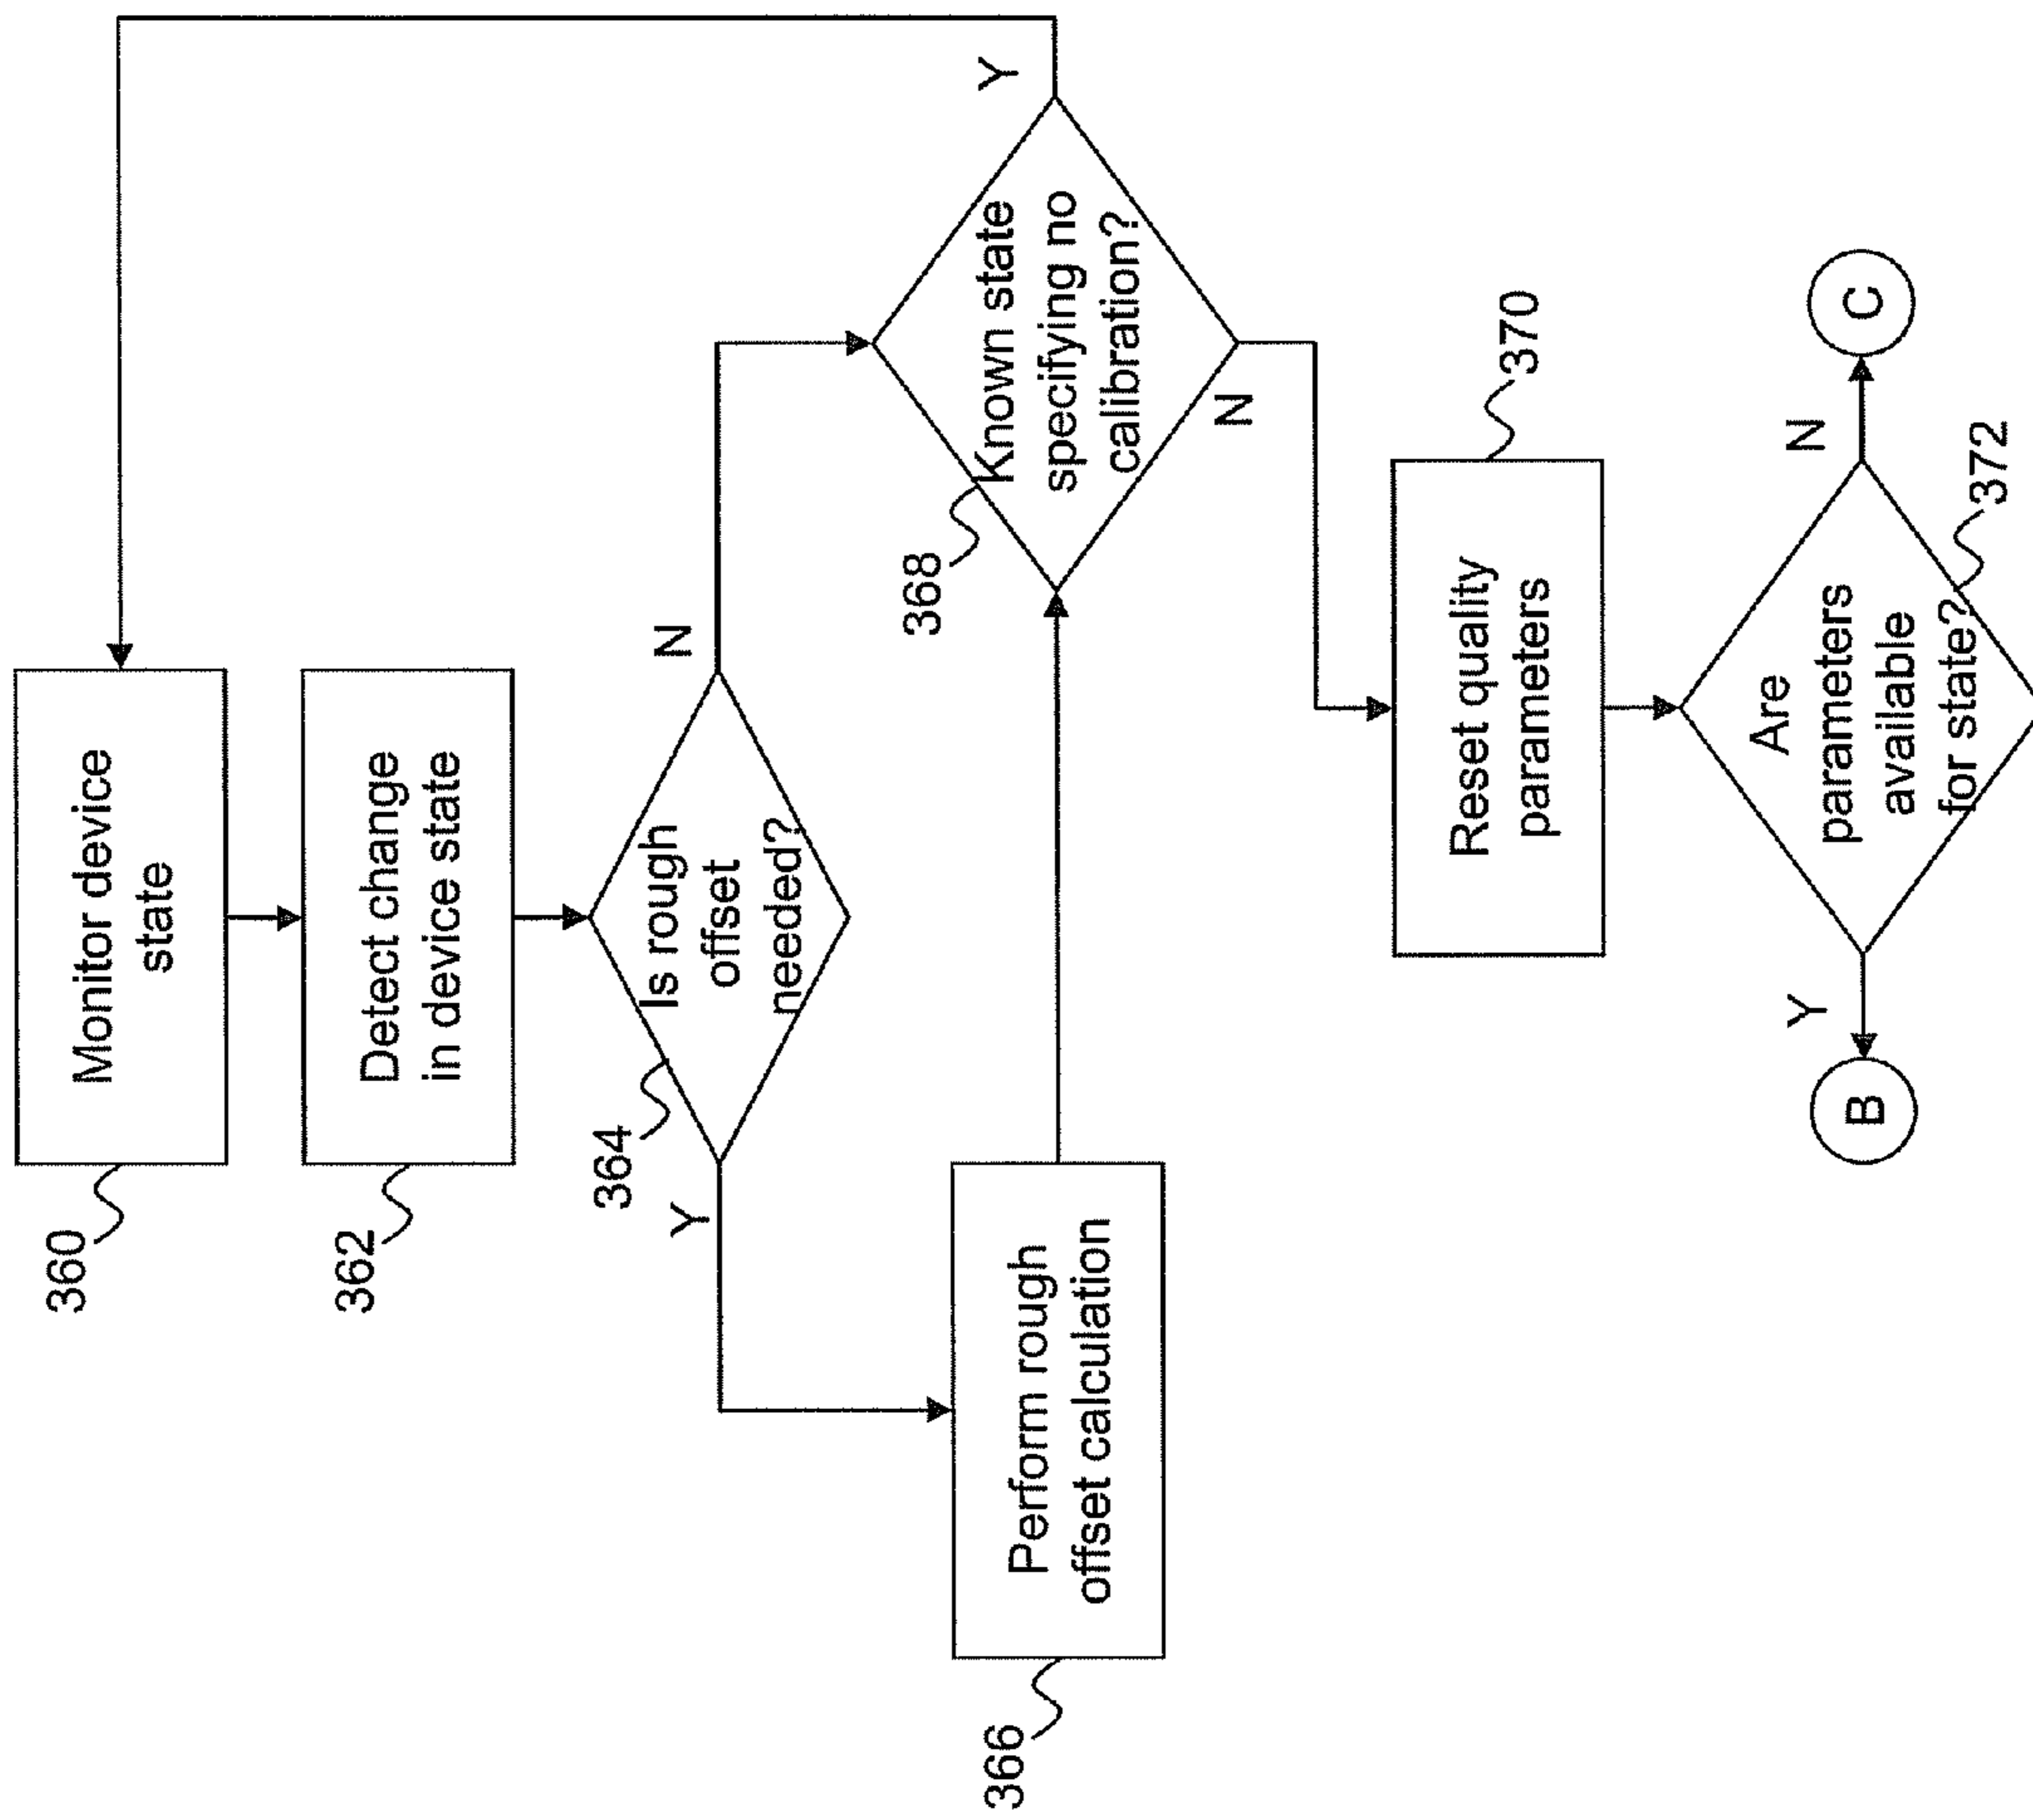 360
Monitor device
state
362
Detect change
in device state
364
Is rough
offset
needed?
Y
N
366
Perform rough
offset calculation
368
Known state
specifying no
calibration?
Y
N
370
Reset quality
parameters
372
Are
parameters
available
for state?
Y
N
B
C